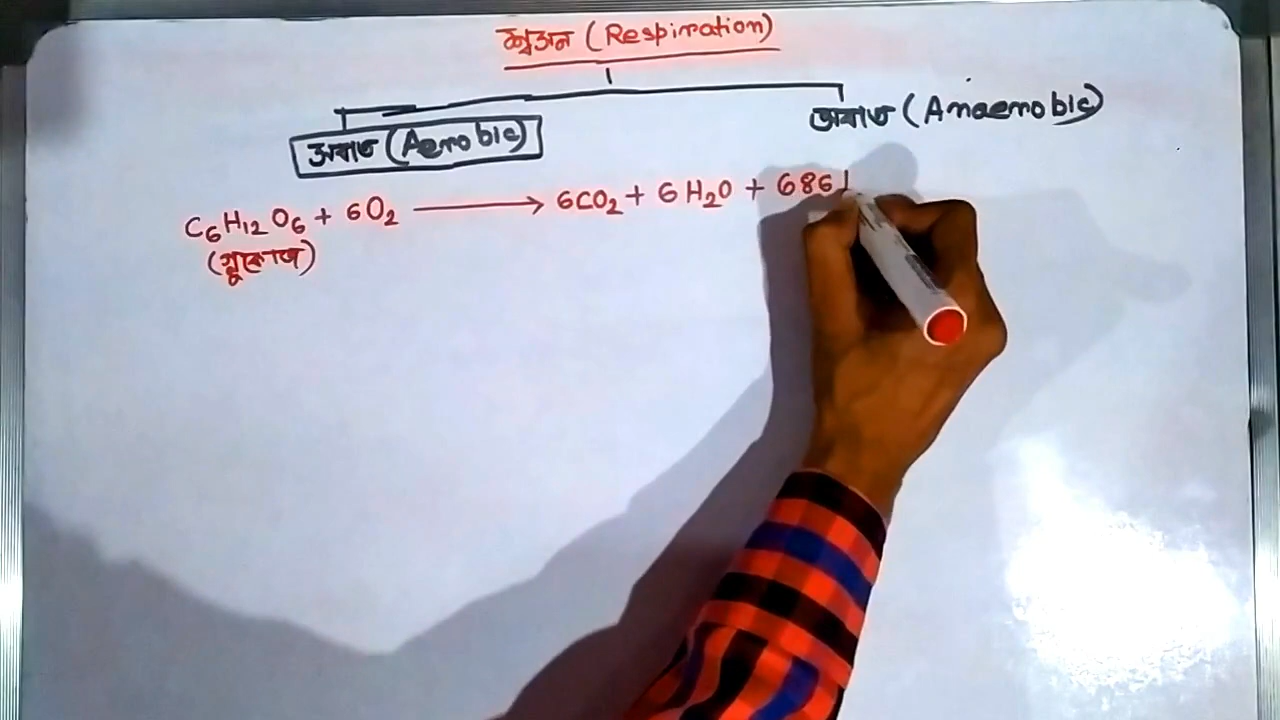 শ্বসন (Respiration)
সবাত (Aerobic)
অবাত (Anaerobic)
C₆H₁₂O₆ + 6O₂ ⟶ 6CO₂ + 6H₂O + 686
(গ্লুকোজ)